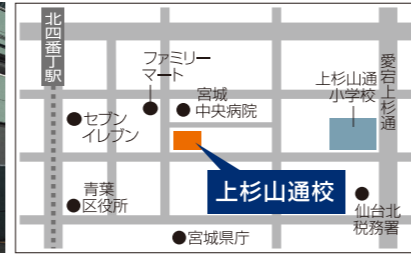 北四番丁駅
ファミリー
マート
宮城
中央病院
上杉山通
小学校
愛宕上杉通
セブン
イレブン
上杉山通校
青葉
区役所
仙台北
税務署
宮城県庁